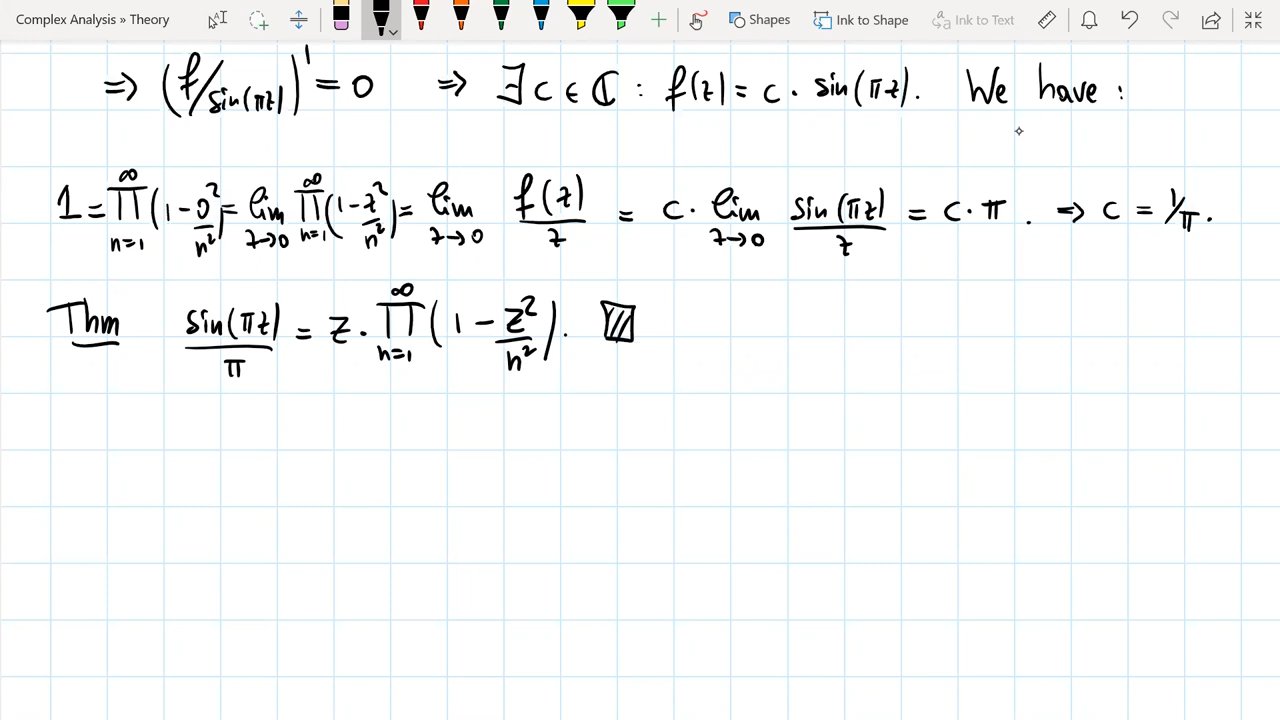 Complex Analysis » Theory Shapes Ink to Shape Ink to Text
⇒ (f/sin(πz))' = 0 ⇒ ∃ c ∈ ℂ : f(z) = c · sin(πz). We have :
1 = ∏_{n=1}^{∞} (1 - 0²/n²) = lim_{z→0} ∏_{n=1}^{∞} (1 - z²/n²) = lim_{z→0} f(z)/z = c · lim_{z→0} sin(πz)/z = c · π . ⇒ c = 1/π.
Thm sin(πz)/π = z · ∏_{n=1}^{∞} (1 - z²/n²).